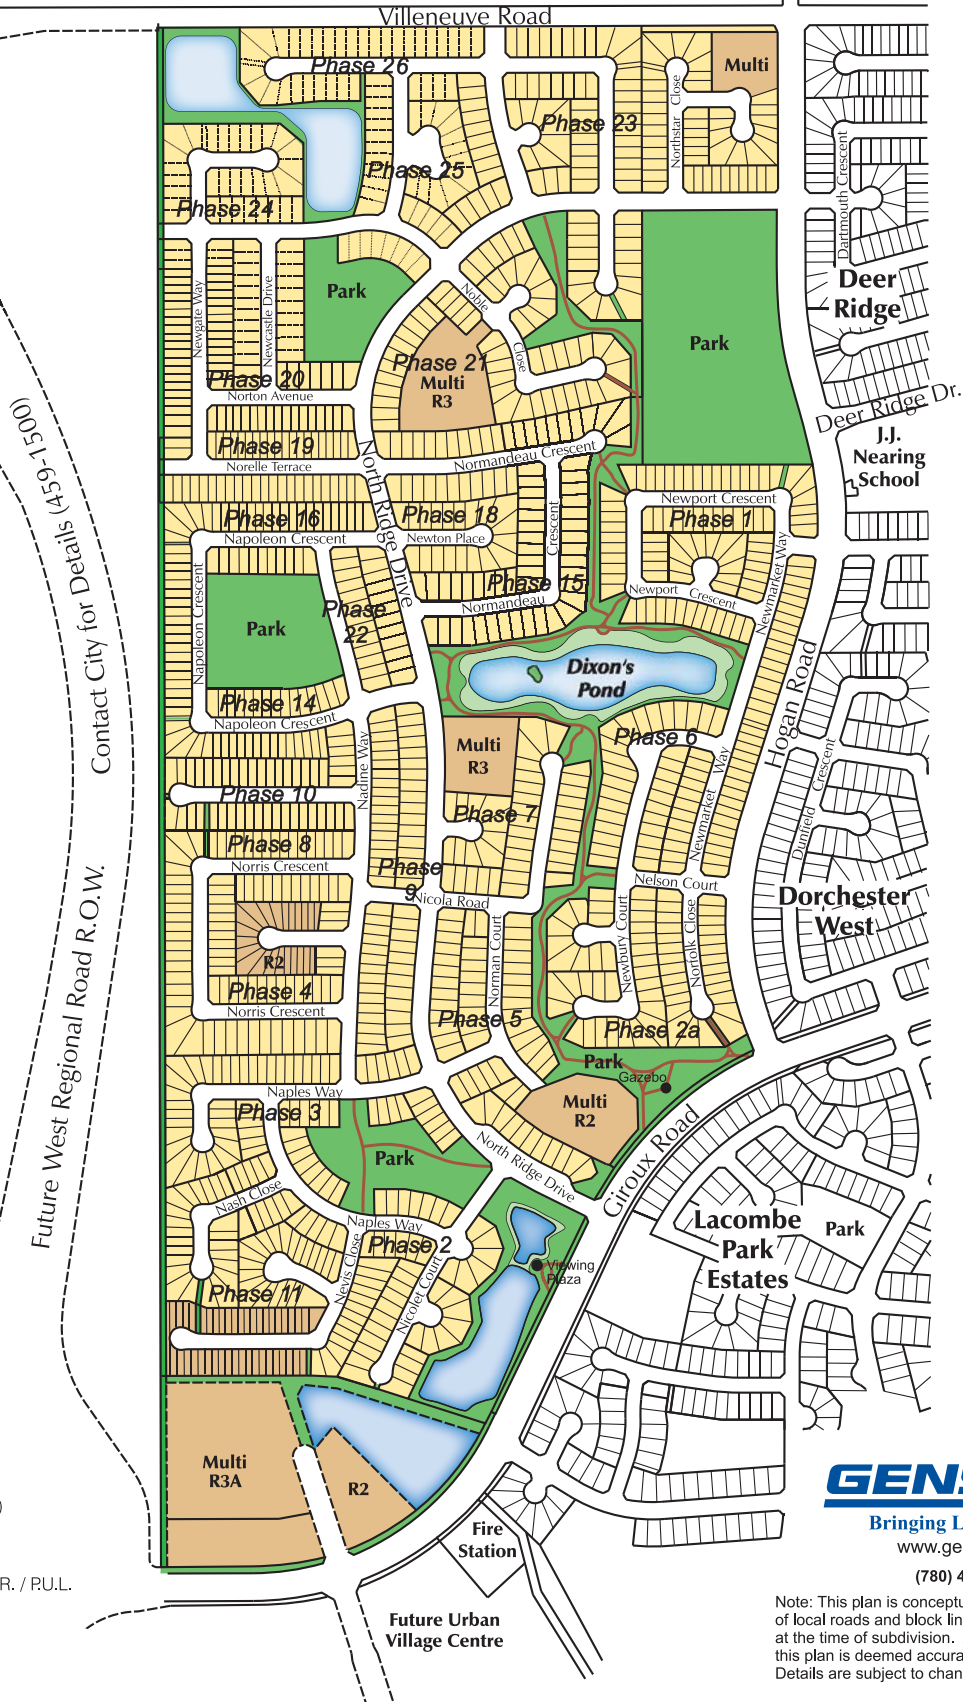 Villeneuve Road
Phase 26
Multi
Northstar Close
Phase 23
Phase 25
Dartmouth Crescent
Phase 24
Deer
Ridge
Park
Newgate Way
Newcastle Drive
Noble
Close
Park
Phase 21
Multi
R3
Phase 20
Norton Avenue
Deer Ridge Dr.
J.J.
Nearing
School
Phase 19
Norelle Terrace
Normandeau Crescent
North Ridge Drive
Newport Crescent
Phase 16
Phase 18
Phase 1
Napoleon Crescent
Newton Place
Crescent
Newmarket Way
Phase 15
Normandeau
Newport Crescent
Napoleon Crescent
Park
Phase
22
Hogan Road
Dixon's
Pond
Phase 14
Napoleon Crescent
Contact City for Details (459-1500)
Future West Regional Road R.O.W.
Nadine Way
Multi
R3
Phase 6
Newmarket Way
Crescent
Dunfield
Phase 10
Phase 7
Phase 8
Norris Crescent
Phase
9
Nicola Road
Nelson Court
Dorchester
West
R2
Norman Court
Newbury Court
Norfolk Close
Phase 4
Norris Crescent
Phase 5
Phase 2a
Park
Gazebo
Naples Way
Phase 3
Multi
R2
Giroux Road
Park
North Ridge Drive
Nash Close
Naples Way
Phase 2
Nevis Close
Nicolet Court
Lacombe
Park
Estates
Park
Viewing
Plaza
Phase 11
Multi
R3A
R2
GENS
Bringing L
www.ge
(780) 4
Fire
Station
)
R. / P.U.L.
Future Urban
Village Centre
Note: This plan is conceptu
of local roads and block lin
at the time of subdivision.
this plan is deemed accura
Details are subject to chan